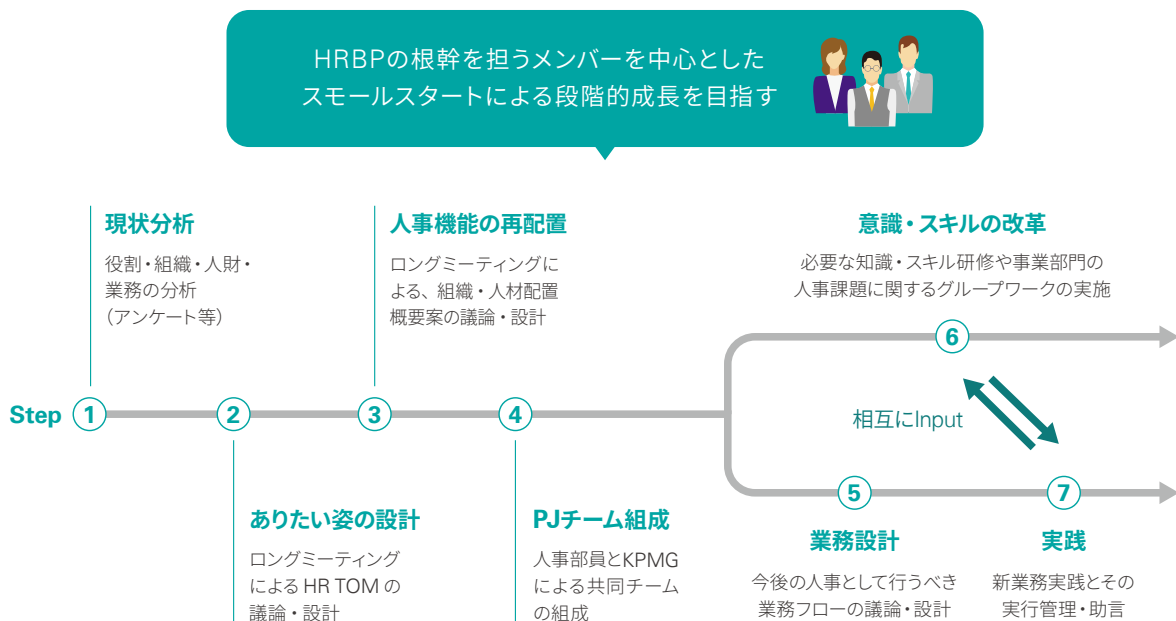 HRBPの根幹を担うメンバーを中心とした
スモールスタートによる段階的成長を目指す
現状分析
役割・組織・人財・
業務の分析
（アンケート等）
人事機能の再配置
ロングミーティングに
よる、組織・人材配置
概要案の議論・設計
意識・スキルの改革
必要な知識・スキル研修や事業部門の
人事課題に関するグループワークの実施
6
Step 1 2 3 4
相互にInput
5 7
ありたい姿の設計
ロングミーティング
による HR TOM の
議論・設計
PJチーム組成
人事部員とKPMG
による共同チーム
の組成
業務設計
今後の人事として行うべき
業務フローの議論・設計
実践
新業務実践とその
実行管理・助言